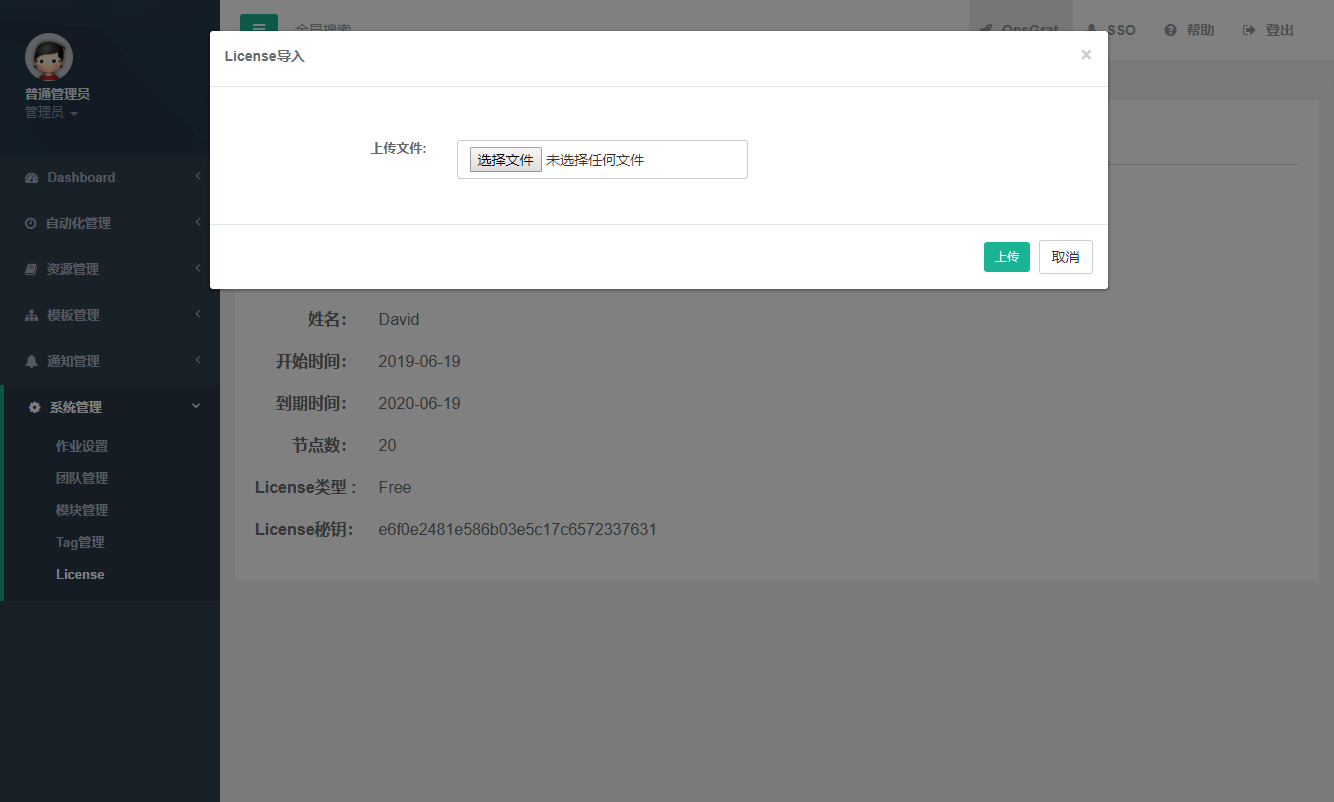 普通管理员
管理员
Dashboard
自动化管理
资源管理
模板管理
通知管理
系统管理
作业设置
团队管理
模块管理
Tag管理
License
全局搜索
OpsGrat
SSO
帮助
登出
License导入
×
上传文件:
选择文件 未选择任何文件
上传
取消
姓名: David
开始时间: 2019-06-19
到期时间: 2020-06-19
节点数: 20
License类型 : Free
License秘钥: e6f0e2481e586b03e5c17c6572337631